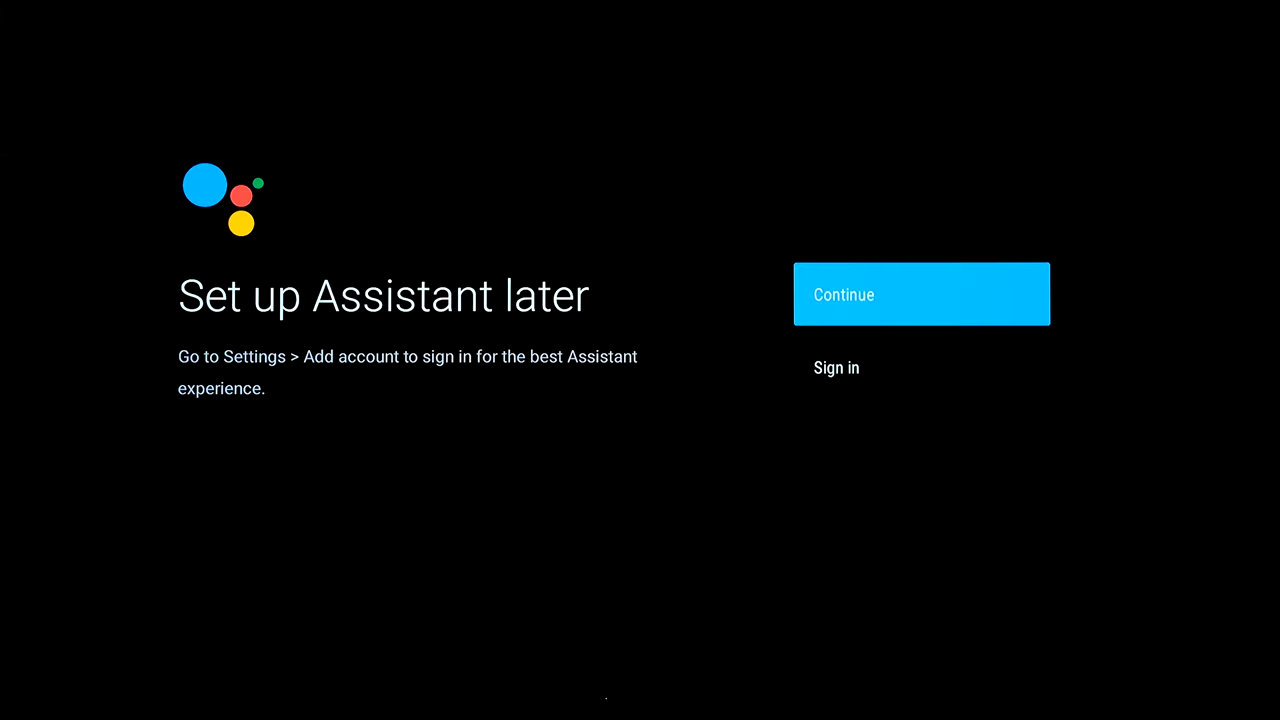 Set up Assistant later
Go to Settings > Add account to sign in for the best Assistant
experience.
Continue
Sign in